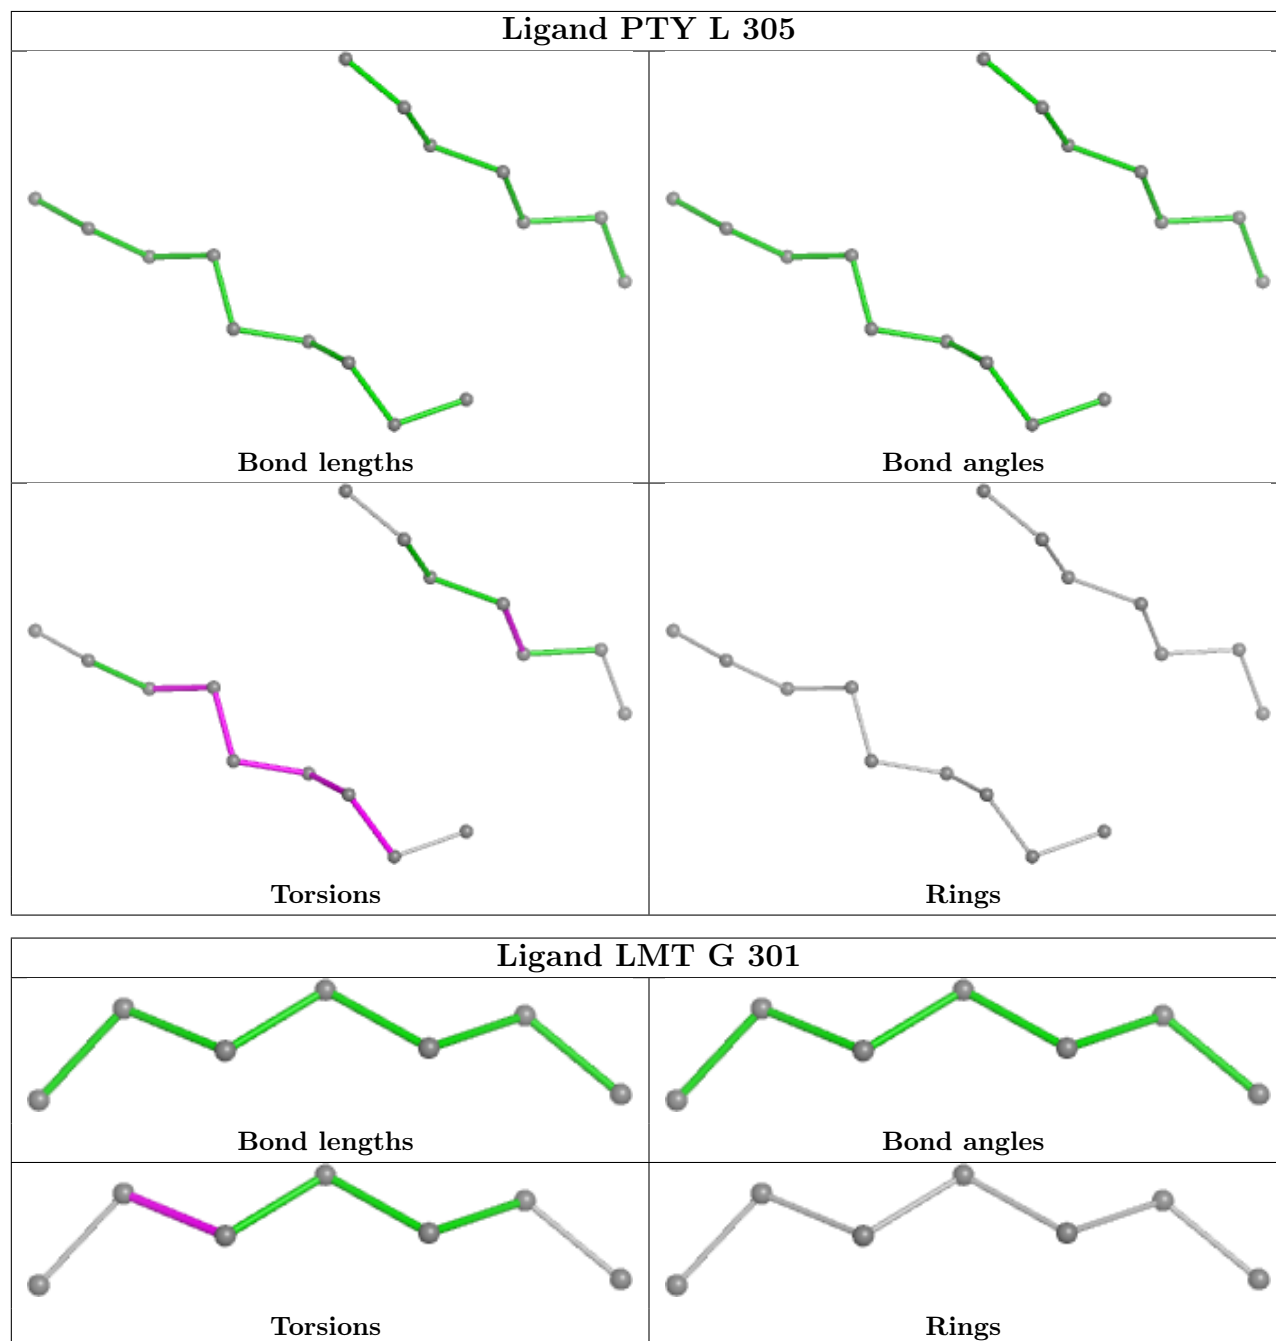 Ligand PTY L 305
Bond lengths
Bond angles
Torsions
Rings
Ligand LMT G 301
Bond lengths
Bond angles
Torsions
Rings